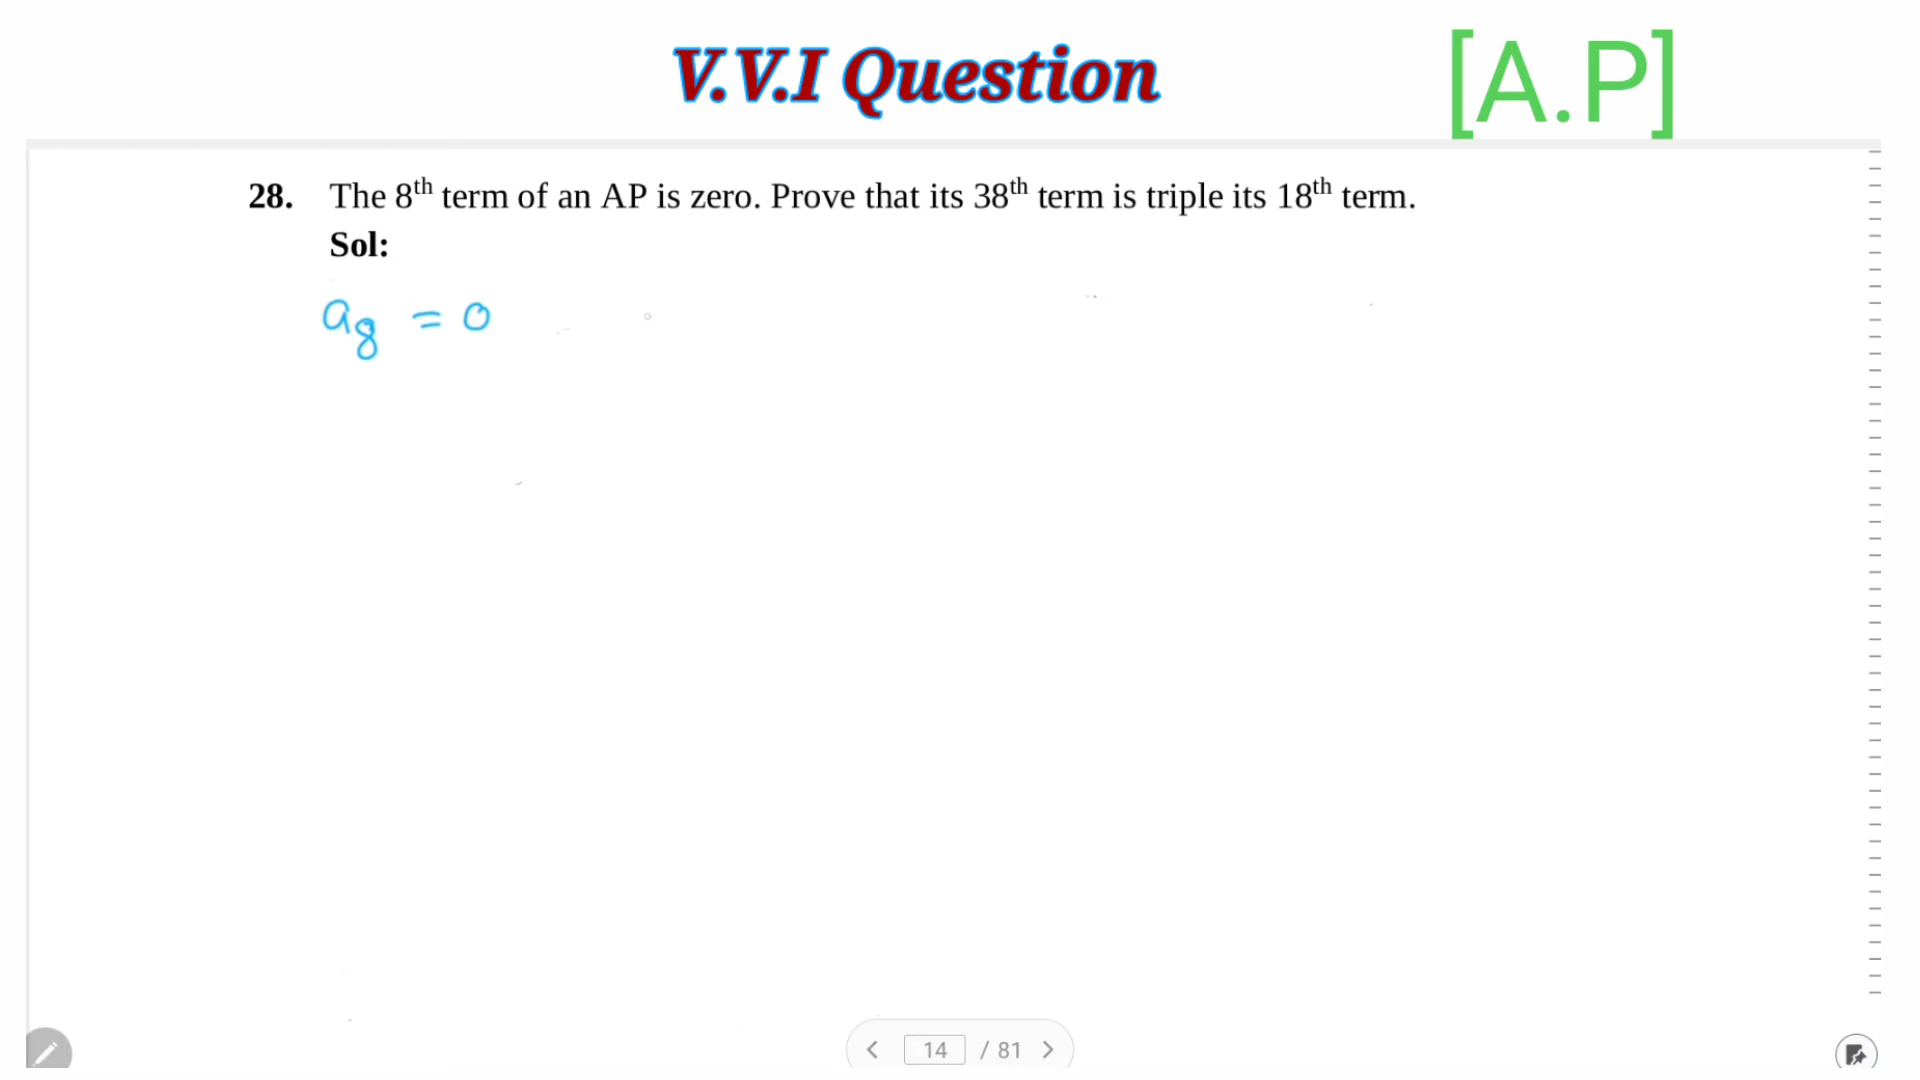 V.V.I Question
[A.P]
28. The 8th term of an AP is zero. Prove that its 38th term is triple its 18th term.
Sol:
a8 = 0
14 / 81